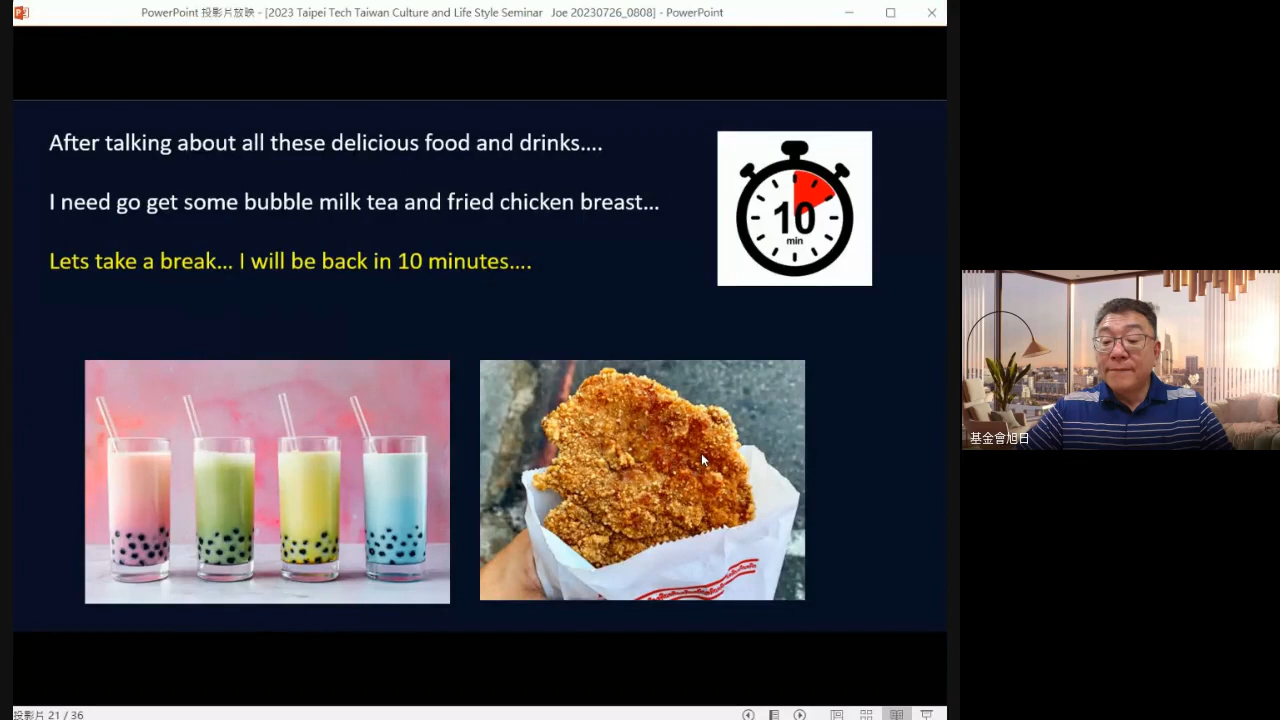 PowerPoint 投影片放映 - [2023 Taipei Tech Taiwan Culture and Life Style Seminar Joe 20230726_0808] - PowerPoint
After talking about all these delicious food and drinks....
I need go get some bubble milk tea and fried chicken breast...
Lets take a break... I will be back in 10 minutes....
10
min
基金會旭日
投影片 21 / 36